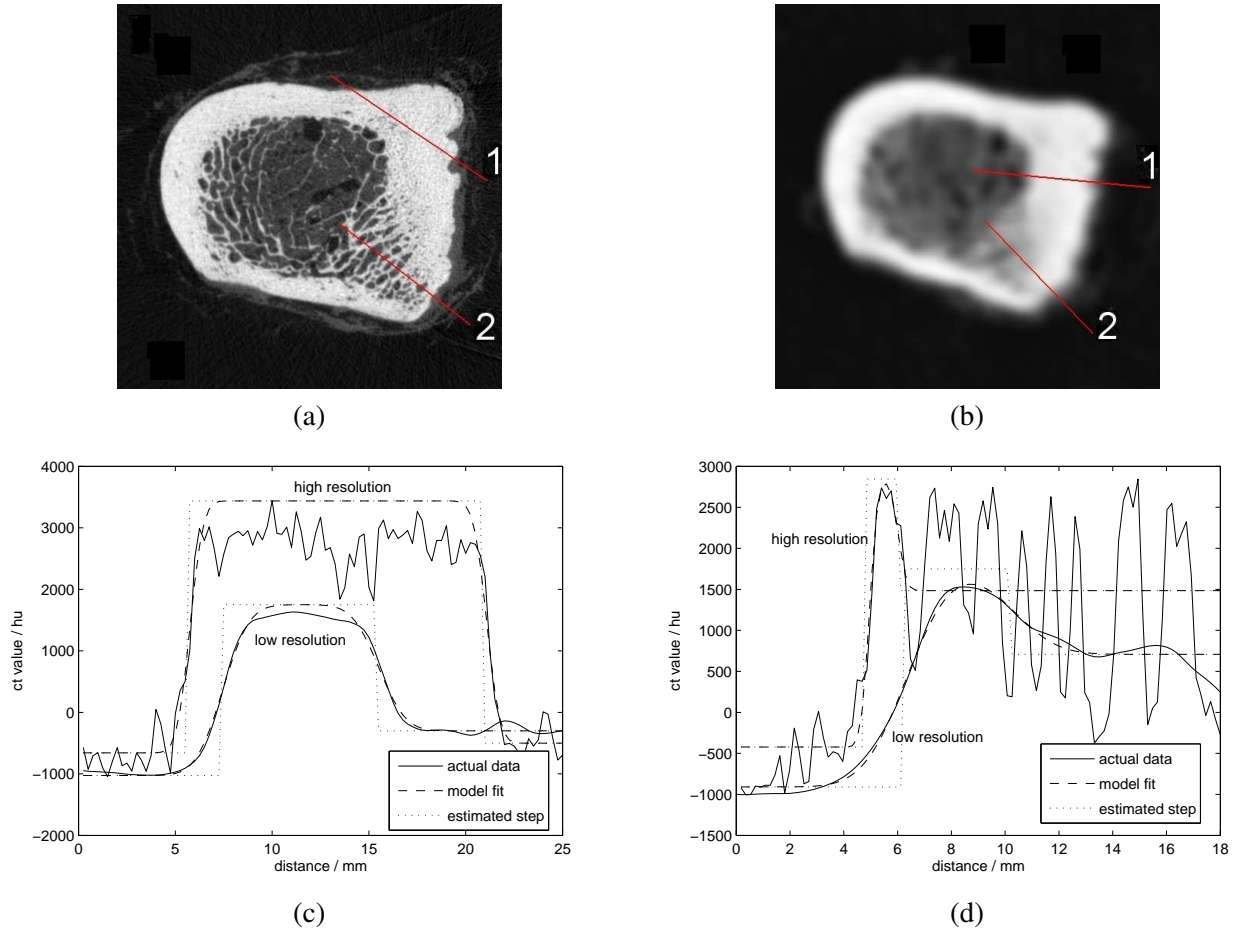 1
2
(a)
1
2
(b)
4000
3000
2000
1000
0
−1000
−2000
0 5 10 15 20 25
ct value / hu
distance / mm
high resolution
low resolution
actual data
model fit
estimated step
(c)
3000
2500
2000
1500
1000
500
0
−500
−1000
−1500
0 2 4 6 8 10 12 14 16 18
ct value / hu
distance / mm
high resolution
low resolution
actual data
model fit
estimated step
(d)